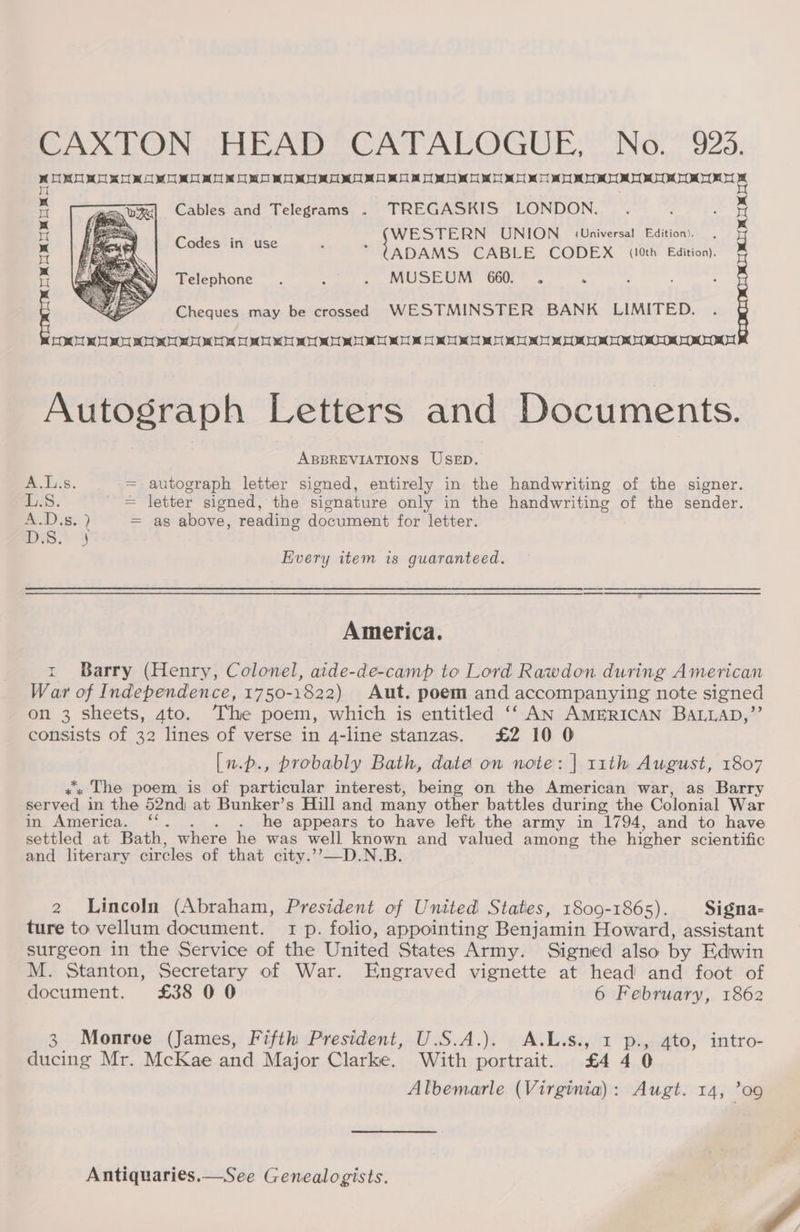 CAXTON HEAD CATALOGUE, No. 923.
Cables and Telegrams . TREGASKIS LONDON. . . .
Codes in use . . {WESTERN UNION (Universal Edition). .
ADAMS CABLE CODEX (10th Edition).
Telephone . . . MUSEUM 660. . . . . .
Cheques may be crossed WESTMINSTER BANK LIMITED. .
Autograph Letters and Documents.
ABBREVIATIONS USED.
A.L.s. = autograph letter signed, entirely in the handwriting of the signer.
L.S. = letter signed, the signature only in the handwriting of the sender.
A.D.s. } = as above, reading document for letter.
D.S. }
Every item is guaranteed.
America.
1 Barry (Henry, Colonel, aide-de-camp to Lord Rawdon during American
War of Independence, 1750-1822) Aut. poem and accompanying note signed
on 3 sheets, 4to. The poem, which is entitled “ AN AMERICAN BALLAD,”
consists of 32 lines of verse in 4-line stanzas. £2 10 0
[n.p., probably Bath, date on note: ] 11th August, 1807
*** The poem is of particular interest, being on the American war, as Barry
served in the 52nd at Bunker's Hill and many other battles during the Colonial War
in America. “. . . . he appears to have left the army in 1794, and to have
settled at Bath, where he was well known and valued among the higher scientific
and literary circles of that city.”—D.N.B.
2 Lincoln (Abraham, President of United States, 1809-1865). Signa-
ture to vellum document. 1 p. folio, appointing Benjamin Howard, assistant
surgeon in the Service of the United States Army. Signed also by Edwin
M. Stanton, Secretary of War. Engraved vignette at head and foot of
document. £38 0 0 6 February, 1862
3 Monroe (James, Fifth President, U.S.A.). A.L.s., 1 p., 4to, intro-
ducing Mr. McKae and Major Clarke. With portrait. £4 4 0
Albemarle (Virginia): Augt. 14, ’09
Antiquaries.—See Genealogists.